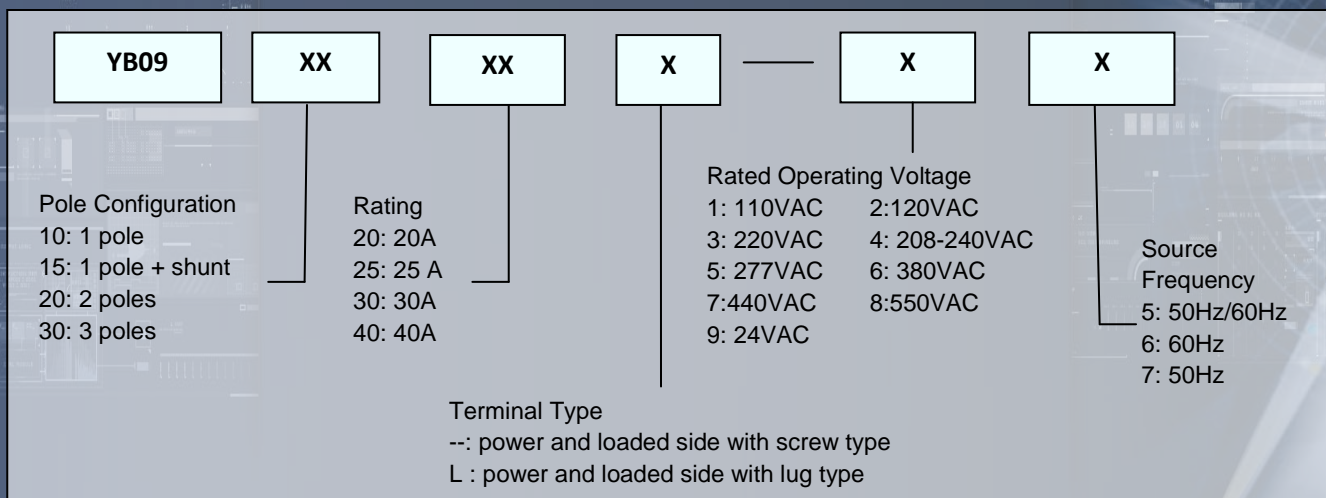 YB09 XX XX X — X X
Pole Configuration
10: 1 pole
15: 1 pole + shunt
20: 2 poles
30: 3 poles
Rating
20: 20A
25: 25 A
30: 30A
40: 40A
Rated Operating Voltage
1: 110VAC 2:120VAC
3: 220VAC 4: 208-240VAC
5: 277VAC 6: 380VAC
7:440VAC 8:550VAC
9: 24VAC
Source
Frequency
5: 50Hz/60Hz
6: 60Hz
7: 50Hz
Terminal Type
--: power and loaded side with screw type
L : power and loaded side with lug type